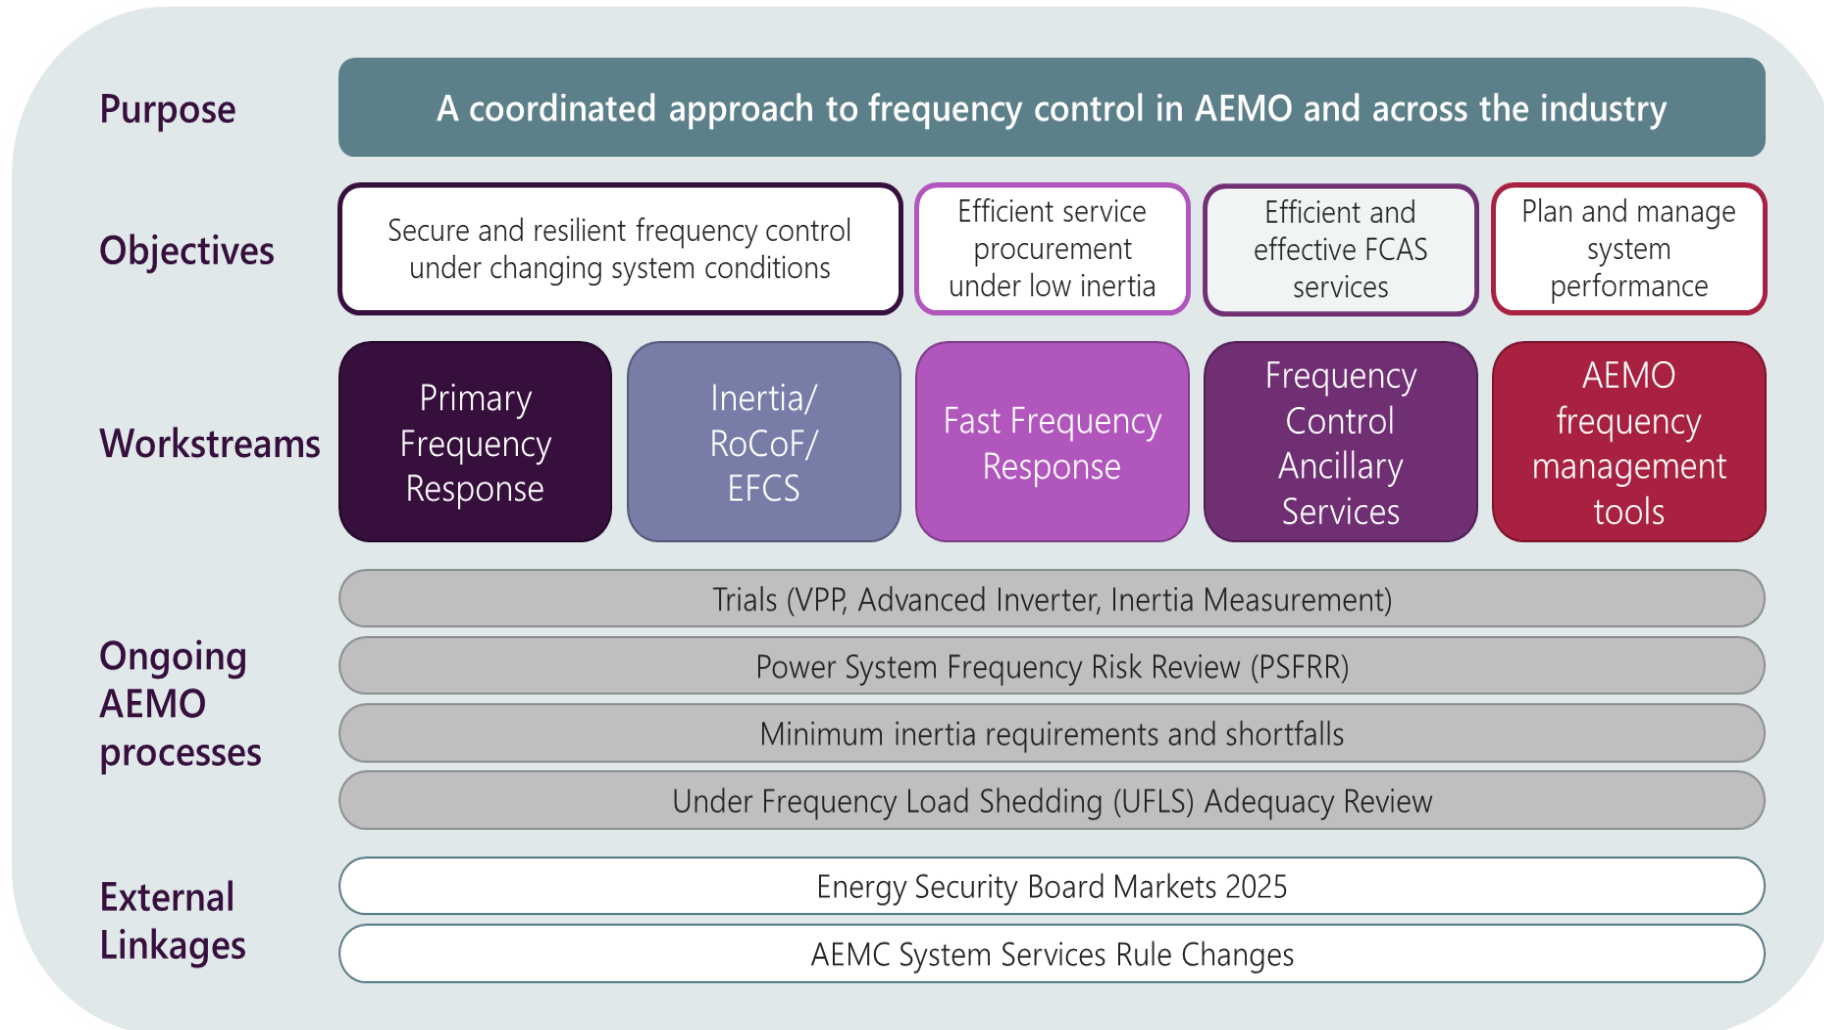 Purpose
A coordinated approach to frequency control in AEMO and across the industry
Objectives
Secure and resilient frequency control
under changing system conditions
Efficient service
procurement
under low inertia
Efficient and
effective FCAS
services
Plan and manage
system
performance
Workstreams
Primary
Frequency
Response
Inertia/
RoCoF/
EFCS
Fast Frequency
Response
Frequency
Control
Ancillary
Services
AEMO
frequency
management
tools
Ongoing
AEMO
processes
Trials (VPP, Advanced Inverter, Inertia Measurement)
Power System Frequency Risk Review (PSFRR)
Minimum inertia requirements and shortfalls
Under Frequency Load Shedding (UFLS) Adequacy Review
External
Linkages
Energy Security Board Markets 2025
AEMC System Services Rule Changes